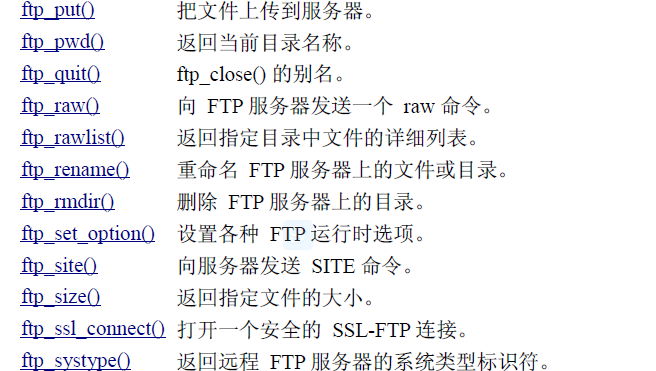 ftp_put() 把文件上传到服务器。
ftp_pwd() 返回当前目录名称。
ftp_quit() ftp_close() 的别名。
ftp_raw() 向 FTP 服务器发送一个 raw 命令。
ftp_rawlist() 返回指定目录中文件的详细列表。
ftp_rename() 重命名 FTP 服务器上的文件或目录。
ftp_rmdir() 删除 FTP 服务器上的目录。
ftp_set_option() 设置各种 FTP 运行时选项。
ftp_site() 向服务器发送 SITE 命令。
ftp_size() 返回指定文件的大小。
ftp_ssl_connect() 打开一个安全的 SSL-FTP 连接。
ftp_systype() 返回远程 FTP 服务器的系统类型标识符。